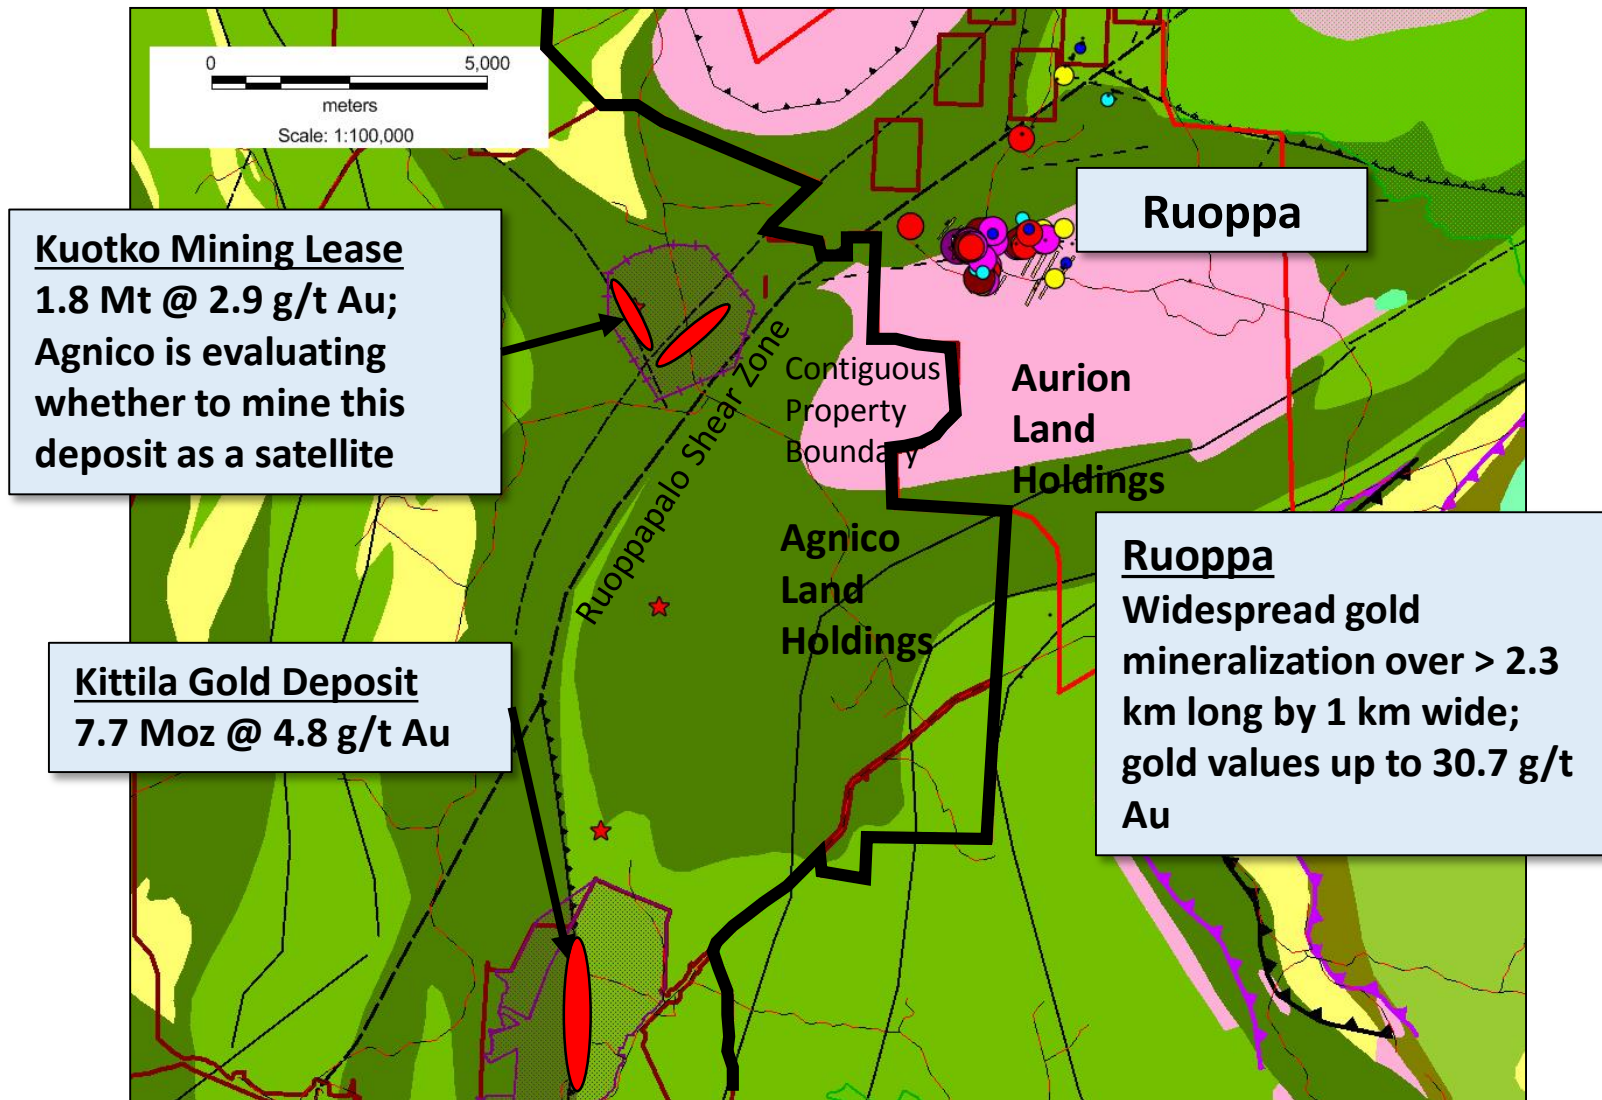 0 5,000
meters
Scale: 1:100,000
Ruoppa
Kuotko Mining Lease
1.8 Mt @ 2.9 g/t Au;
Agnico is evaluating
whether to mine this
deposit as a satellite
Ruoppapalo Shear Zone
Contiguous
Property
Boundary
Aurion
Land
Holdings
Agnico
Land
Holdings
Ruoppa
Widespread gold
mineralization over > 2.3
km long by 1 km wide;
gold values up to 30.7 g/t
Au
Kittila Gold Deposit
7.7 Moz @ 4.8 g/t Au